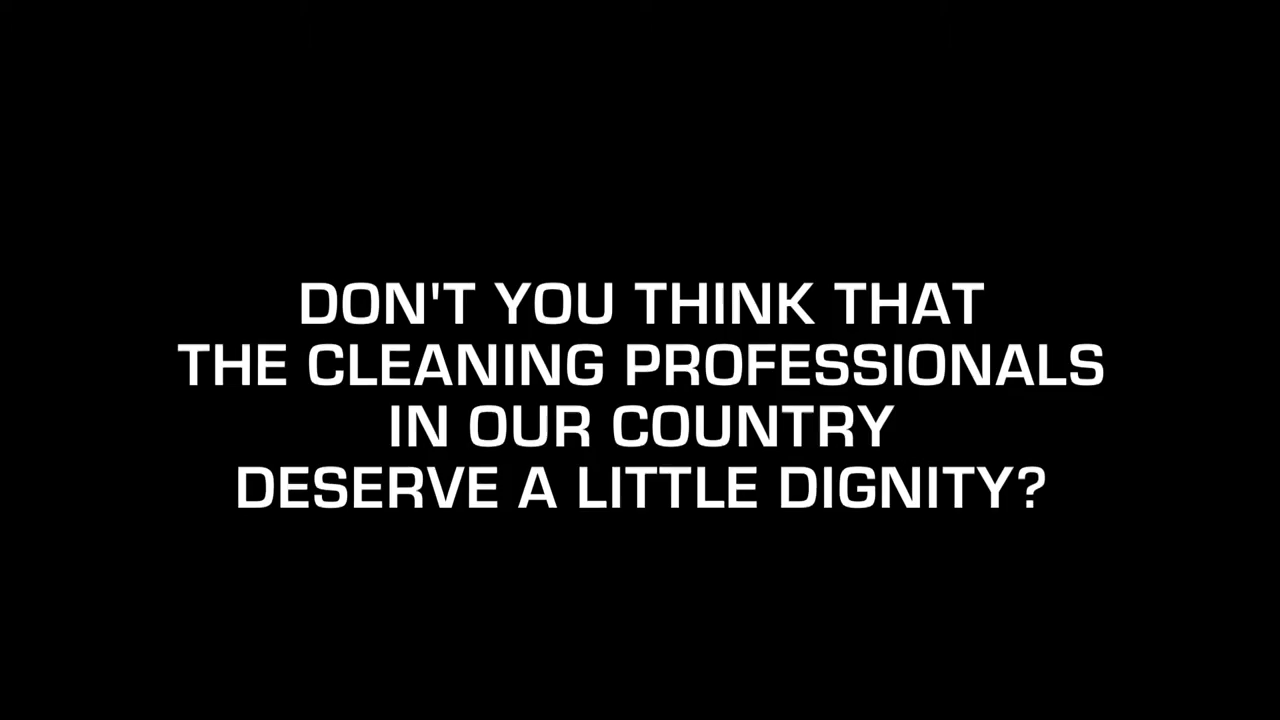 DON'T YOU THINK THAT
THE CLEANING PROFESSIONALS
IN OUR COUNTRY
DESERVE A LITTLE DIGNITY?